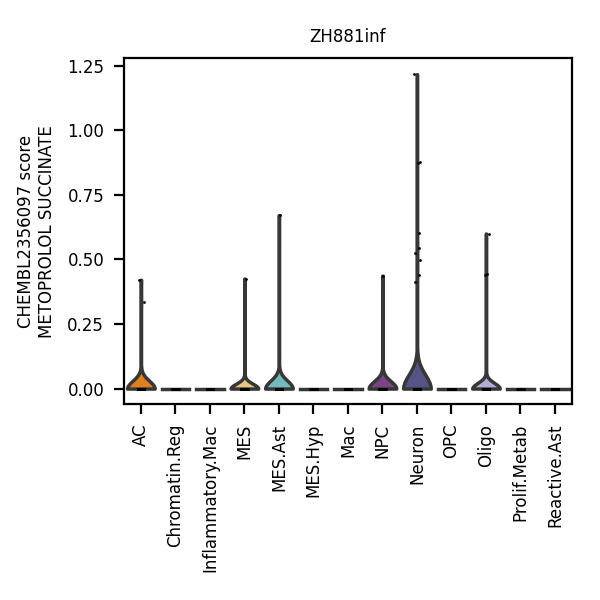 ZH881inf
CHEMBL2356097 score
METOPROLOL SUCCINATE
1.25
1.00
0.75
0.50
0.25
0.00
AC
Chromatin.Reg
Inflammatory.Mac
MES
MES.Ast
MES.Hyp
Mac
NPC
Neuron
OPC
Oligo
Prolif.Metab
Reactive.Ast